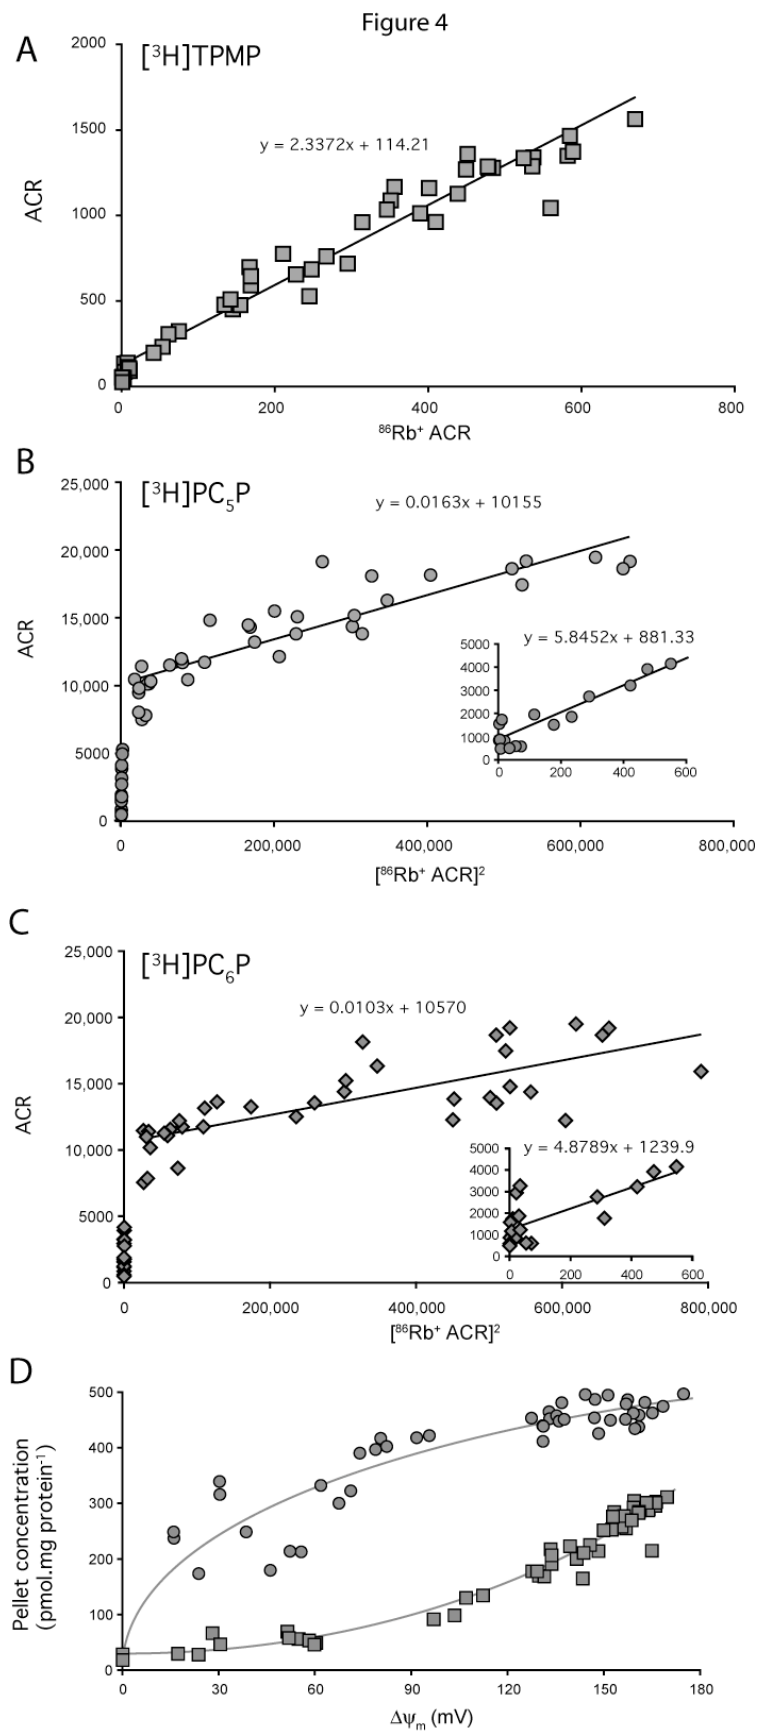 Figure 4
A
[³H]TPMP
2000
1500
1000
500
0
ACR
y = 2.3372x + 114.21
0 200 400 600 800
⁸⁶Rb⁺ ACR
B
[³H]PC₅P
25,000
20,000
15,000
10,000
5000
0
ACR
y = 0.0163x + 10155
y = 5.8452x + 881.33
5000
4000
3000
2000
1000
0
0 200 400 600
0 200,000 400,000 600,000 800,000
[⁸⁶Rb⁺ ACR]²
C
[³H]PC₆P
25,000
20,000
15,000
10,000
5000
0
ACR
y = 0.0103x + 10570
y = 4.8789x + 1239.9
5000
4000
3000
2000
1000
0
0 200 400 600
0 200,000 400,000 600,000 800,000
[⁸⁶Rb⁺ ACR]²
D
500
400
300
200
100
0
Pellet concentration
(pmol.mg protein⁻¹)
0 30 60 90 120 150 180
Δψₘ (mV)